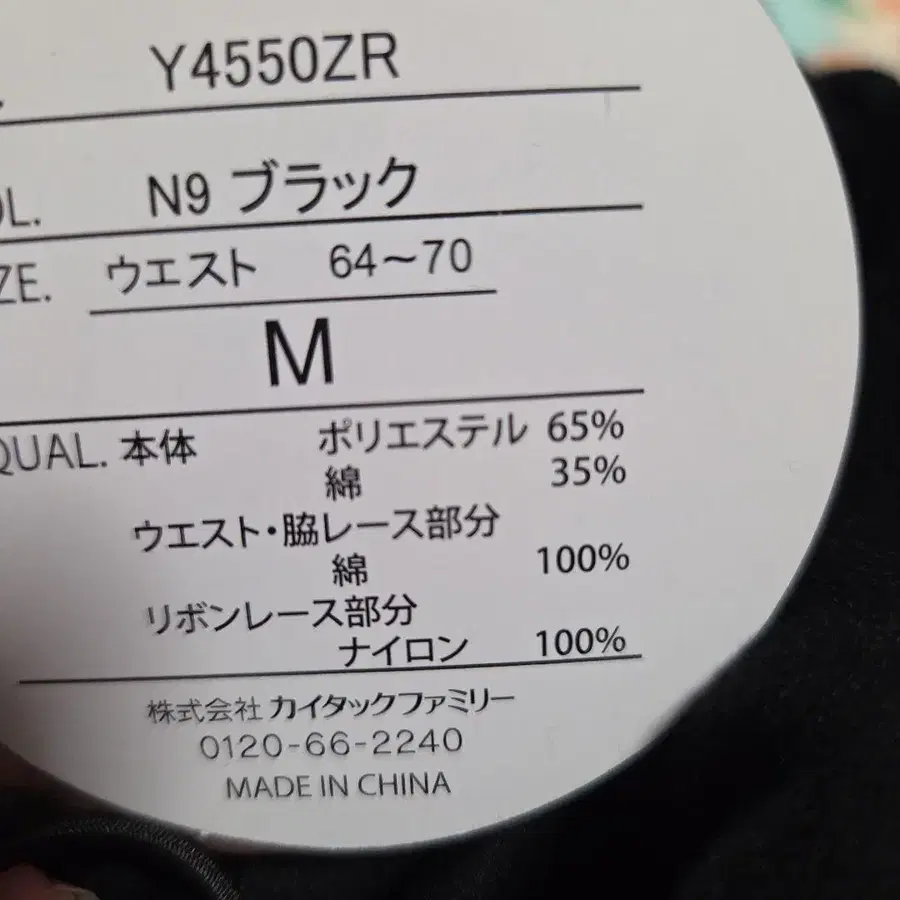 Y4550ZR
OL. N9 ブラック
ZE. ウエスト 64～70
M
QUAL. 本体 ポリエステル 65%
綿 35%
ウエスト・脇レース部分
綿 100%
リボンレース部分
ナイロン 100%
株式会社 カイタックファミリー
0120-66-2240
MADE IN CHINA